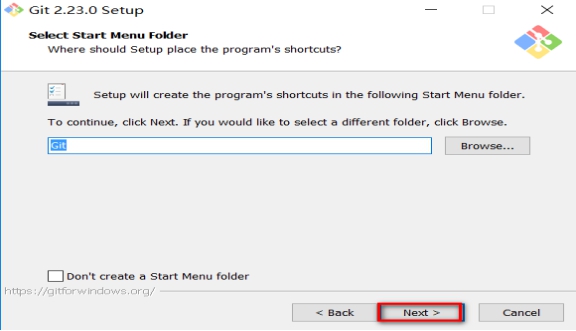 Git 2.23.0 Setup
Select Start Menu Folder
Where should Setup place the program's shortcuts?
Setup will create the program's shortcuts in the following Start Menu folder.
To continue, click Next. If you would like to select a different folder, click Browse.
Git
Browse...
Don't create a Start Menu folder
https://gitforwindows.org/
< Back
Next >
Cancel